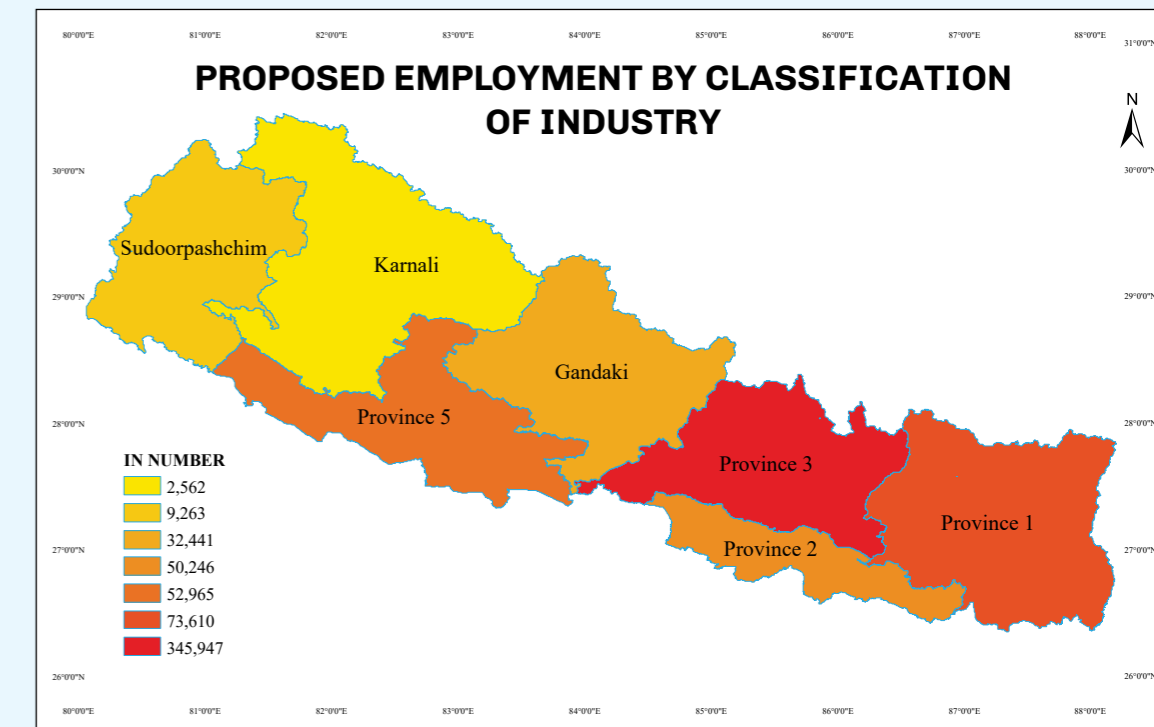 80°0'0"E 81°0'0"E 82°0'0"E 83°0'0"E 84°0'0"E 85°0'0"E 86°0'0"E 87°0'0"E 88°0'0"E
31°0'0"N
PROPOSED EMPLOYMENT BY CLASSIFICATION
OF INDUSTRY
N
30°0'0"N 30°0'0"N
Sudoorpashchim
Karnali
29°0'0"N 29°0'0"N
Gandaki
Province 5
28°0'0"N 28°0'0"N
Province 3
Province 1
Province 2
IN NUMBER
2,562
9,263
32,441
50,246
52,965
73,610
345,947
27°0'0"N 27°0'0"N
26°0'0"N 26°0'0"N
80°0'0"E 81°0'0"E 82°0'0"E 83°0'0"E 84°0'0"E 85°0'0"E 86°0'0"E 87°0'0"E 88°0'0"E